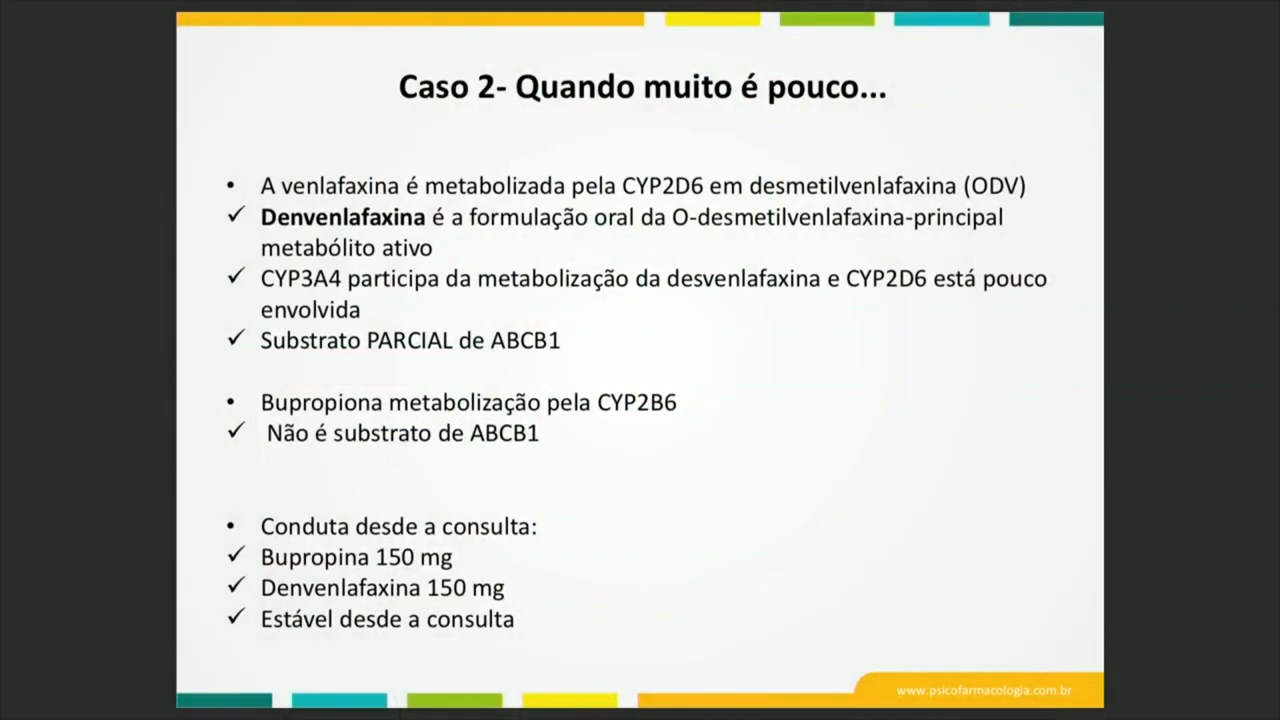 Caso 2- Quando muito é pouco...
• A venlafaxina é metabolizada pela CYP2D6 em desmetilvenlafaxina (ODV)
✓ Denvenlafaxina é a formulação oral da O-desmetilvenlafaxina-principal
metabólito ativo
✓ CYP3A4 participa da metabolização da desvenlafaxina e CYP2D6 está pouco
envolvida
✓ Substrato PARCIAL de ABCB1
• Bupropiona metabolização pela CYP2B6
✓ Não é substrato de ABCB1
• Conduta desde a consulta:
✓ Bupropina 150 mg
✓ Denvenlafaxina 150 mg
✓ Estável desde a consulta
www.psicofarmacologia.com.br